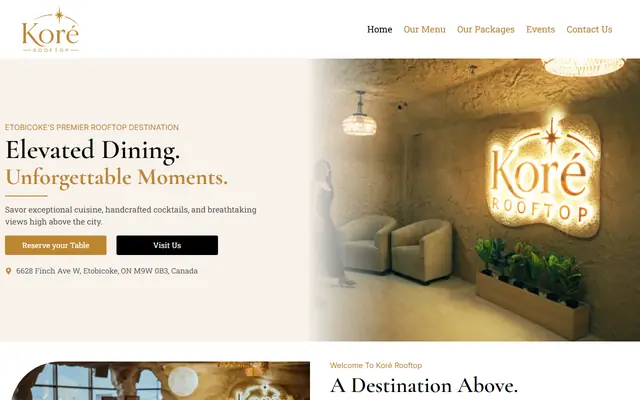 Koré
ROOFTOP
Home Our Menu Our Packages Events Contact Us
ETOBICOKE'S PREMIER ROOFTOP DESTINATION
Elevated Dining.
Unforgettable Moments.
Savor exceptional cuisine, handcrafted cocktails, and breathtaking
views high above the city.
Reserve your Table
Visit Us
6628 Finch Ave W, Etobicoke, ON M9W 0B3, Canada
Koré
ROOFTOP
Welcome To Koré Rooftop
A Destination Above.